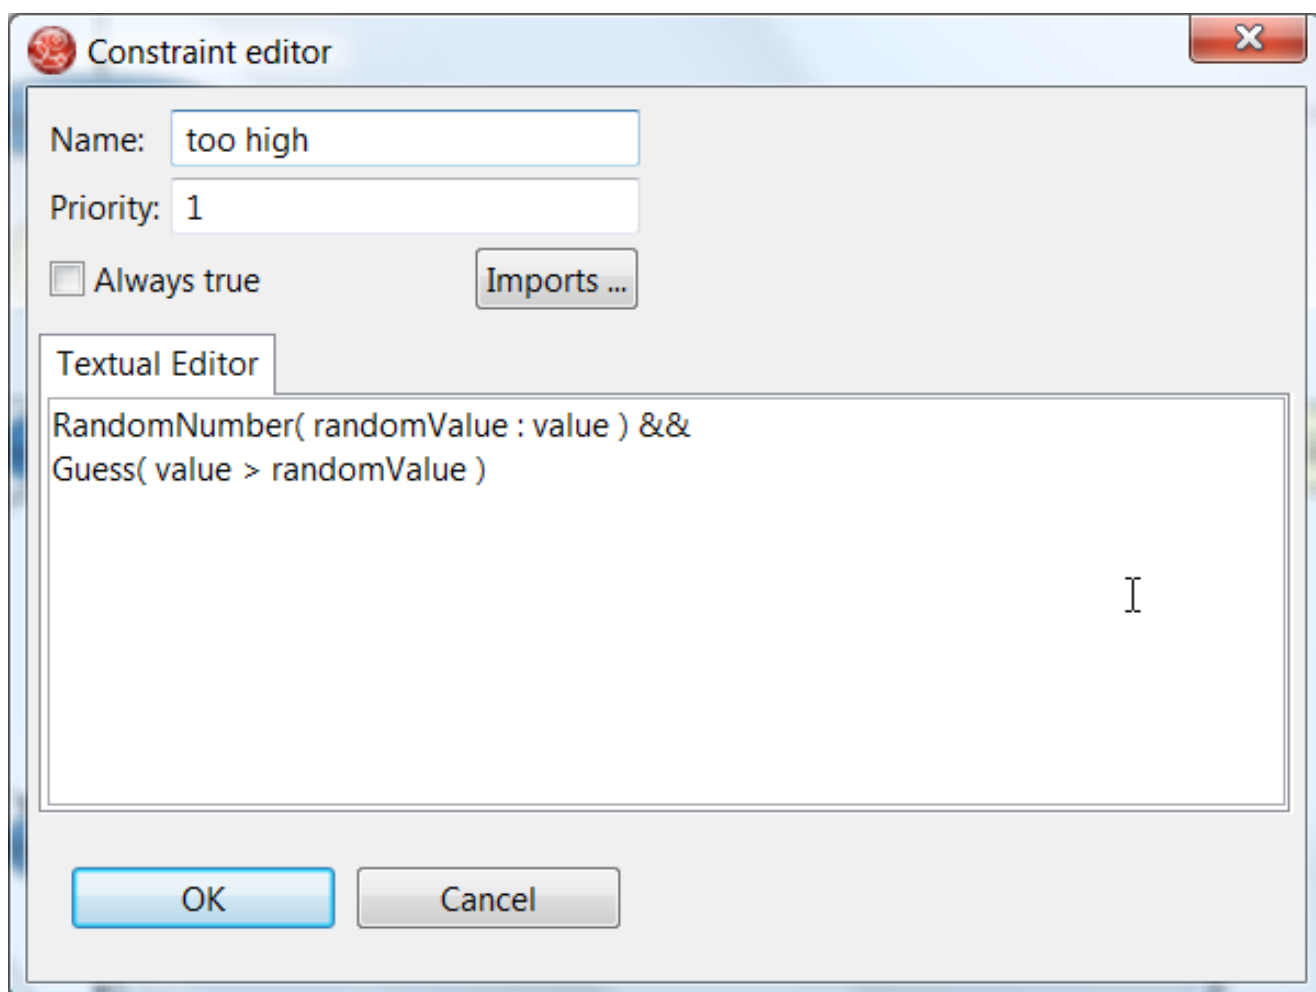 Constraint editor
Name: too high
Priority: 1
Always true Imports ...
Textual Editor
RandomNumber( randomValue : value ) &&
Guess( value > randomValue )
OK Cancel